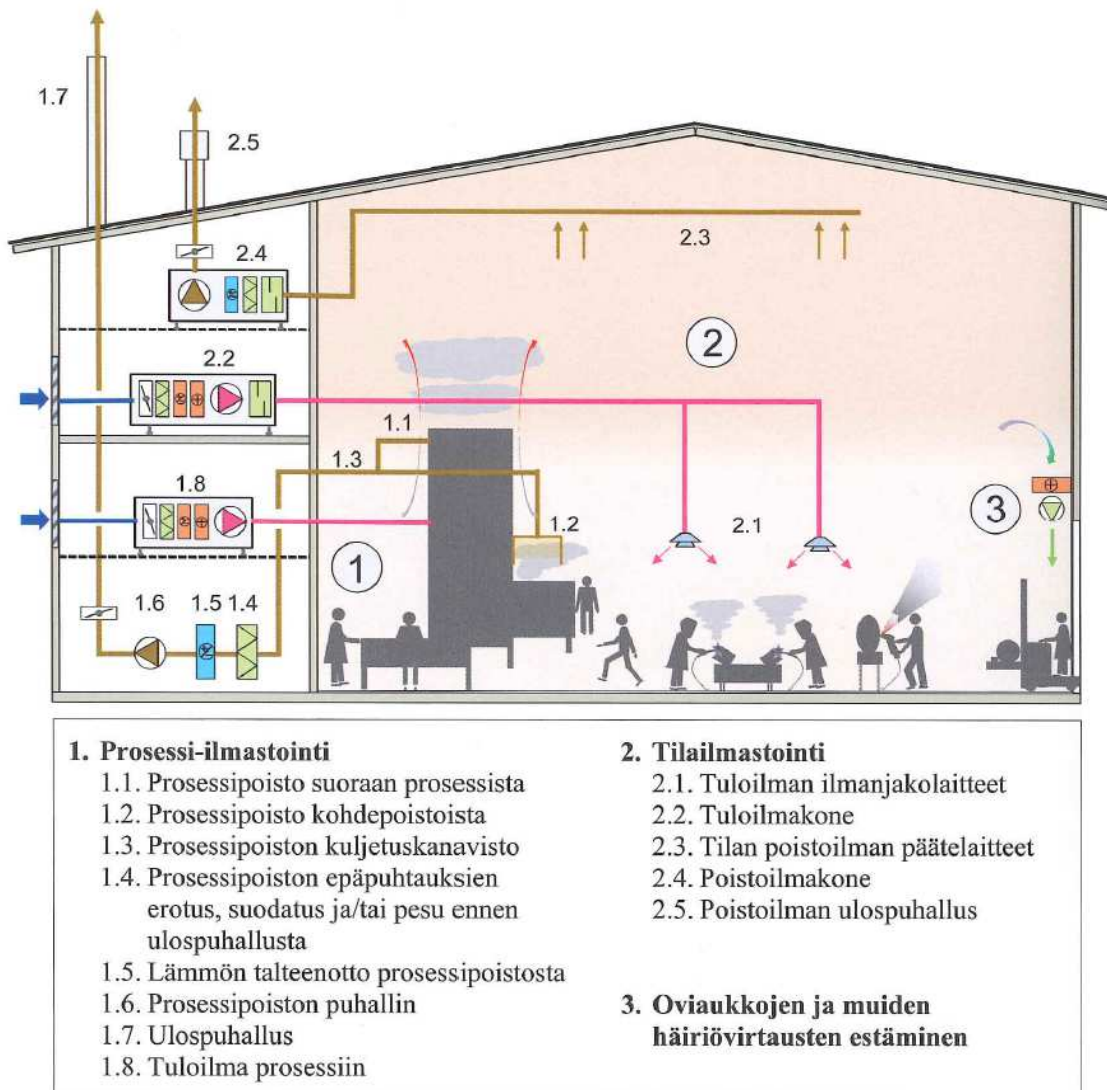 1.7
2.5
2.4
2.3
2
2.2
1.1
1.3
1.8
1.2
2.1
3
1
1.6 1.5 1.4
1. Prosessi-ilmastointi
1.1. Prosessipoisto suoraan prosessista
1.2. Prosessipoisto kohdepoistoista
1.3. Prosessipoiston kuljetuskanavisto
1.4. Prosessipoiston epäpuhtauksien
erotus, suodatus ja/tai pesu ennen
ulospuhallusta
1.5. Lämmön talteenotto prosessipoistosta
1.6. Prosessipoiston puhallin
1.7. Ulospuhallus
1.8. Tuloilma prosessiin
2. Tilailmastointi
2.1. Tuloilman ilmanjakolaitteet
2.2. Tuloilmakone
2.3. Tilan poistoilman päätelaitteet
2.4. Poistoilmakone
2.5. Poistoilman ulospuhallus
3. Oviaukkojen ja muiden
häiriövirtausten estäminen